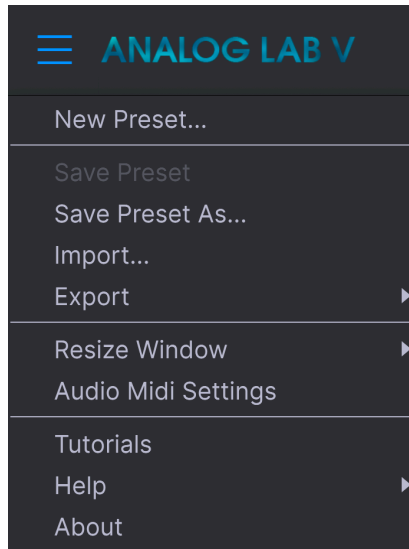 ANALOG LAB V
New Preset...
Save Preset
Save Preset As...
Import...
Export
Resize Window
Audio Midi Settings
Tutorials
Help
About